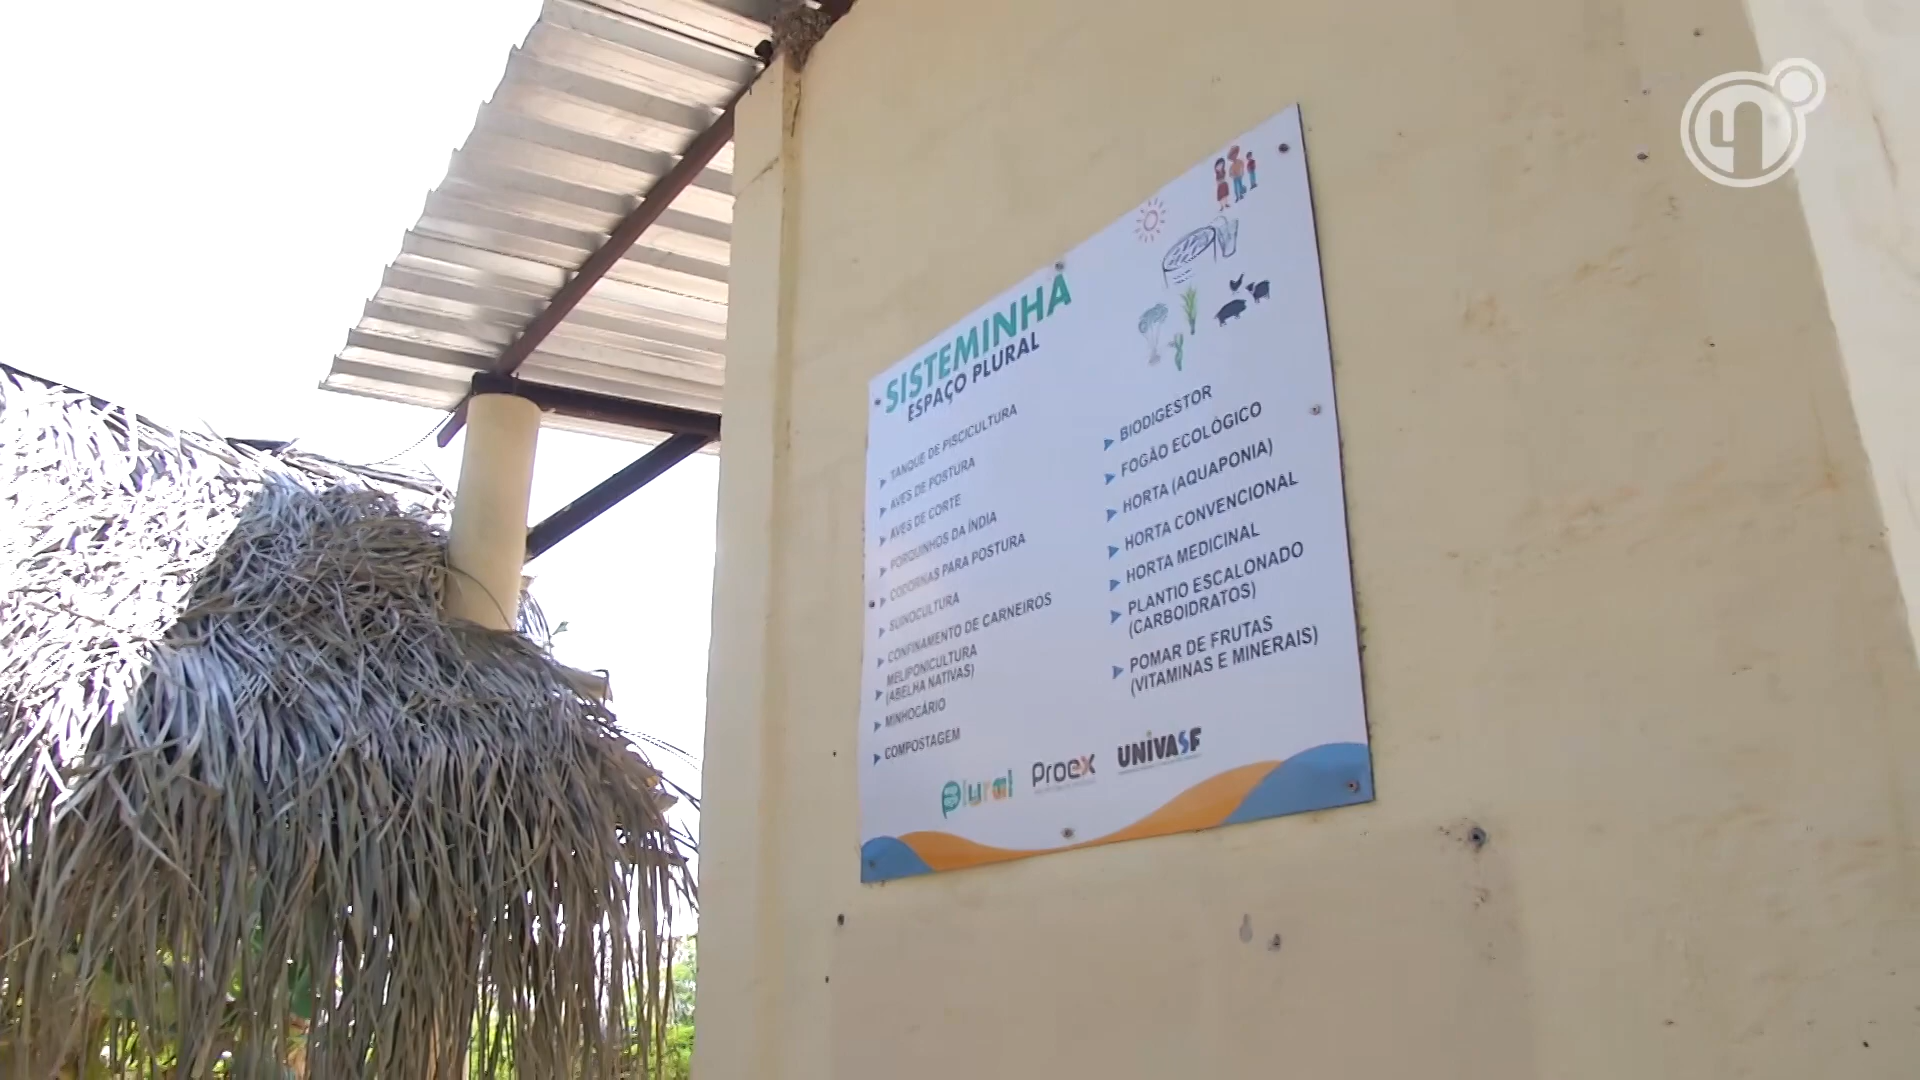 SISTEMINHA
ESPAÇO PLURAL
TANQUE DE PISCICULTURA
AVES DE POSTURA
AVES DE CORTE
PORQUINHOS DA ÍNDIA
CODORNAS PARA POSTURA
SUINOCULTURA
CONFINAMENTO DE CARNEIROS
MELIPONICULTURA
(ABELHA NATIVAS)
MINHOCÁRIO
COMPOSTAGEM
BIODIGESTOR
FOGÃO ECOLÓGICO
HORTA (AQUAPONIA)
HORTA CONVENCIONAL
HORTA MEDICINAL
PLANTIO ESCALONADO
(CARBOIDRATOS)
POMAR DE FRUTAS
(VITAMINAS E MINERAIS)
plural Proex UNIVASF